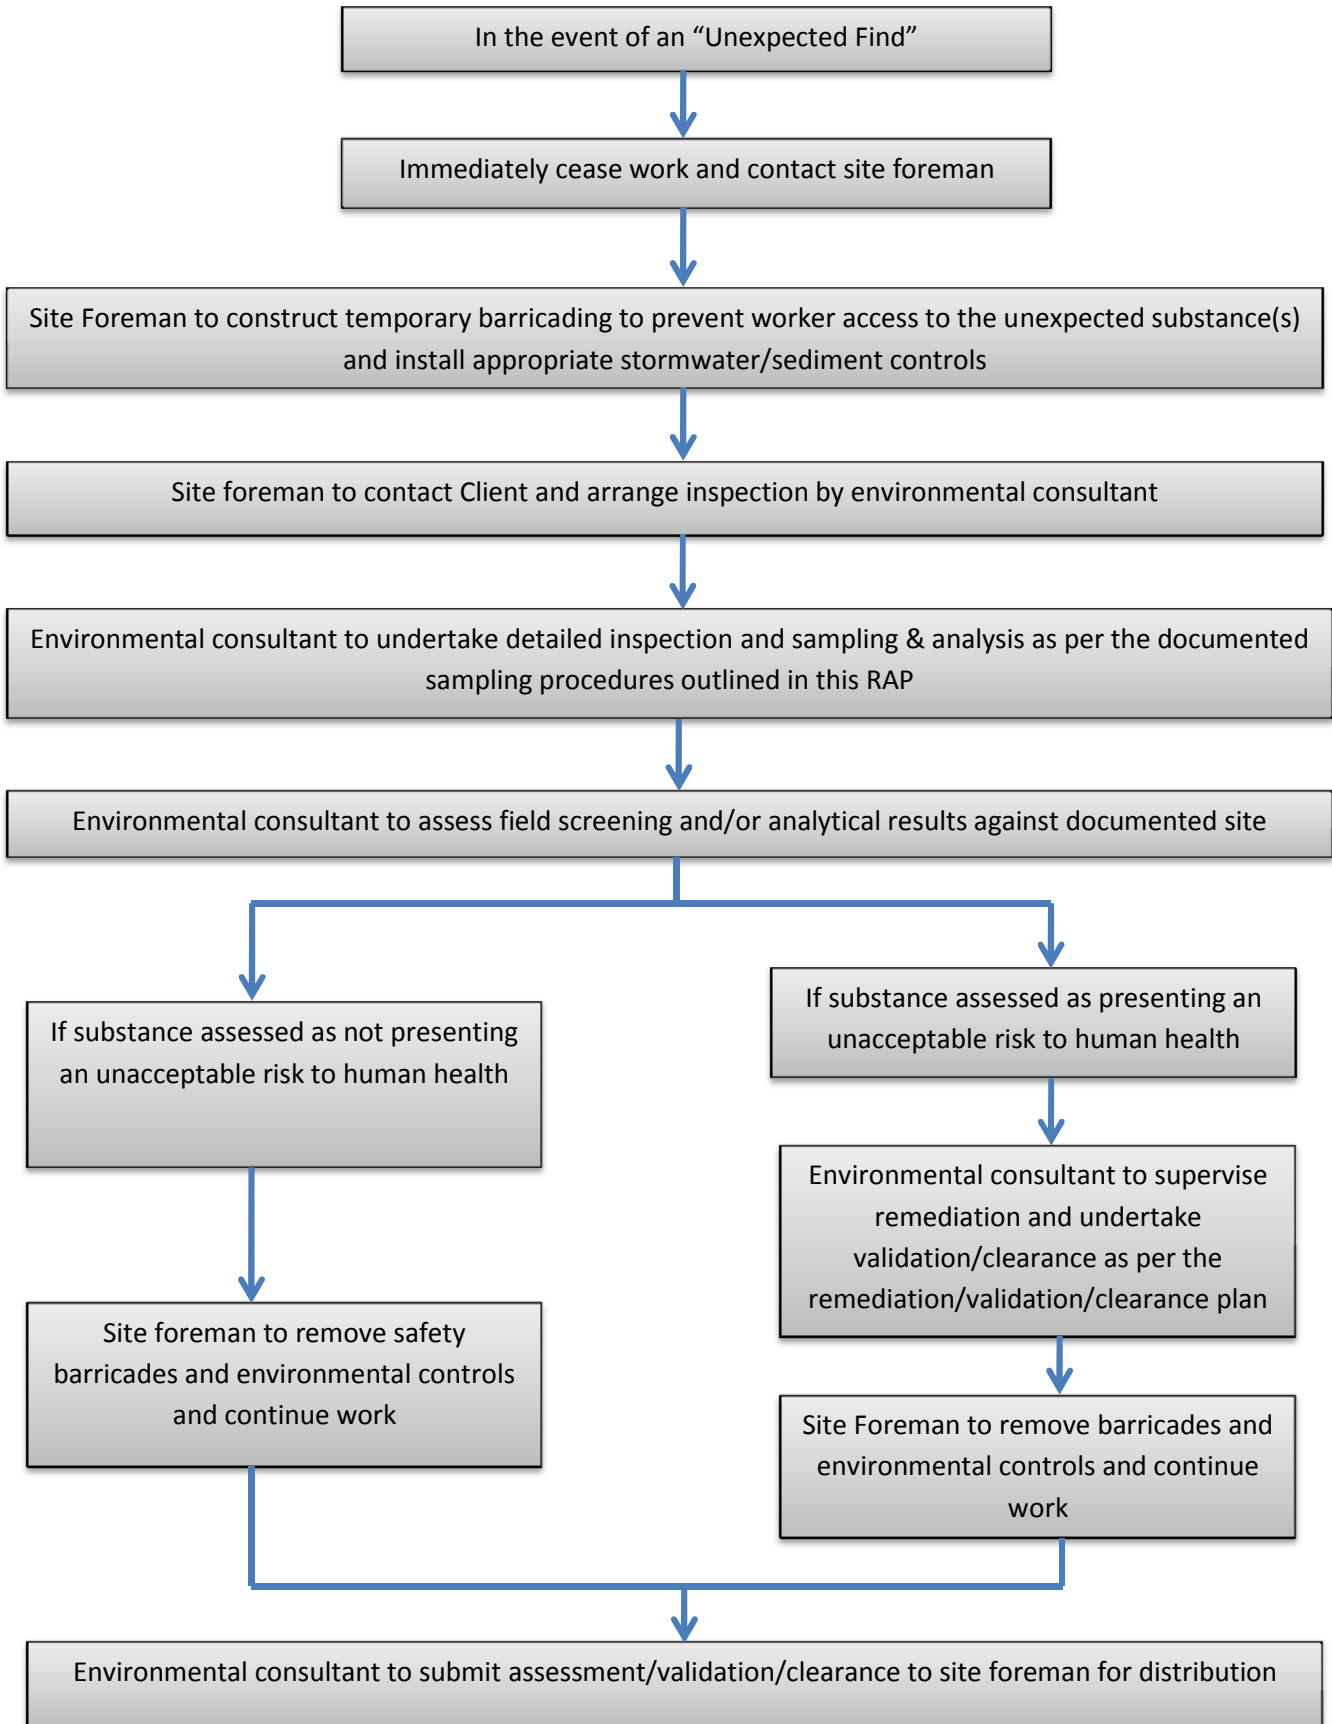 In the event of an “Unexpected Find”
Immediately cease work and contact site foreman
Site Foreman to construct temporary barricading to prevent worker access to the unexpected substance(s)
and install appropriate stormwater/sediment controls
Site foreman to contact Client and arrange inspection by environmental consultant
Environmental consultant to undertake detailed inspection and sampling & analysis as per the documented
sampling procedures outlined in this RAP
Environmental consultant to assess field screening and/or analytical results against documented site
If substance assessed as not presenting
an unacceptable risk to human health
Site foreman to remove safety
barricades and environmental controls
and continue work
If substance assessed as presenting an
unacceptable risk to human health
Environmental consultant to supervise
remediation and undertake
validation/clearance as per the
remediation/validation/clearance plan
Site Foreman to remove barricades and
environmental controls and continue
work
Environmental consultant to submit assessment/validation/clearance to site foreman for distribution